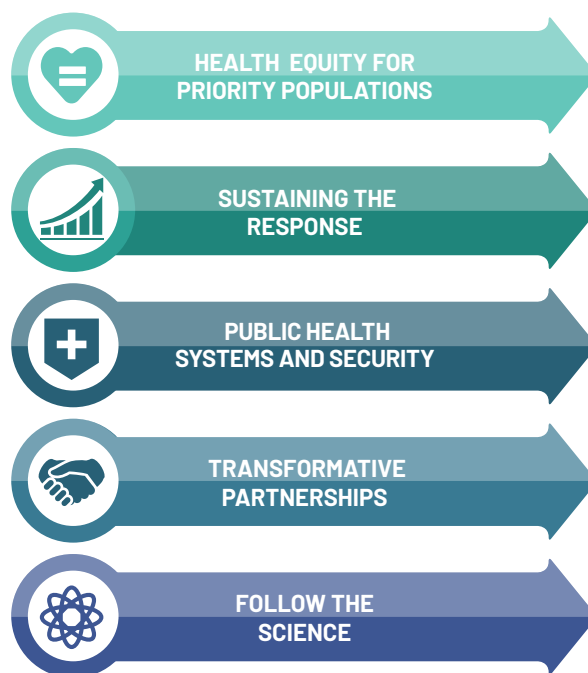 HEALTH EQUITY FOR
PRIORITY POPULATIONS
SUSTAINING THE
RESPONSE
PUBLIC HEALTH
SYSTEMS AND SECURITY
TRANSFORMATIVE
PARTNERSHIPS
FOLLOW THE
SCIENCE